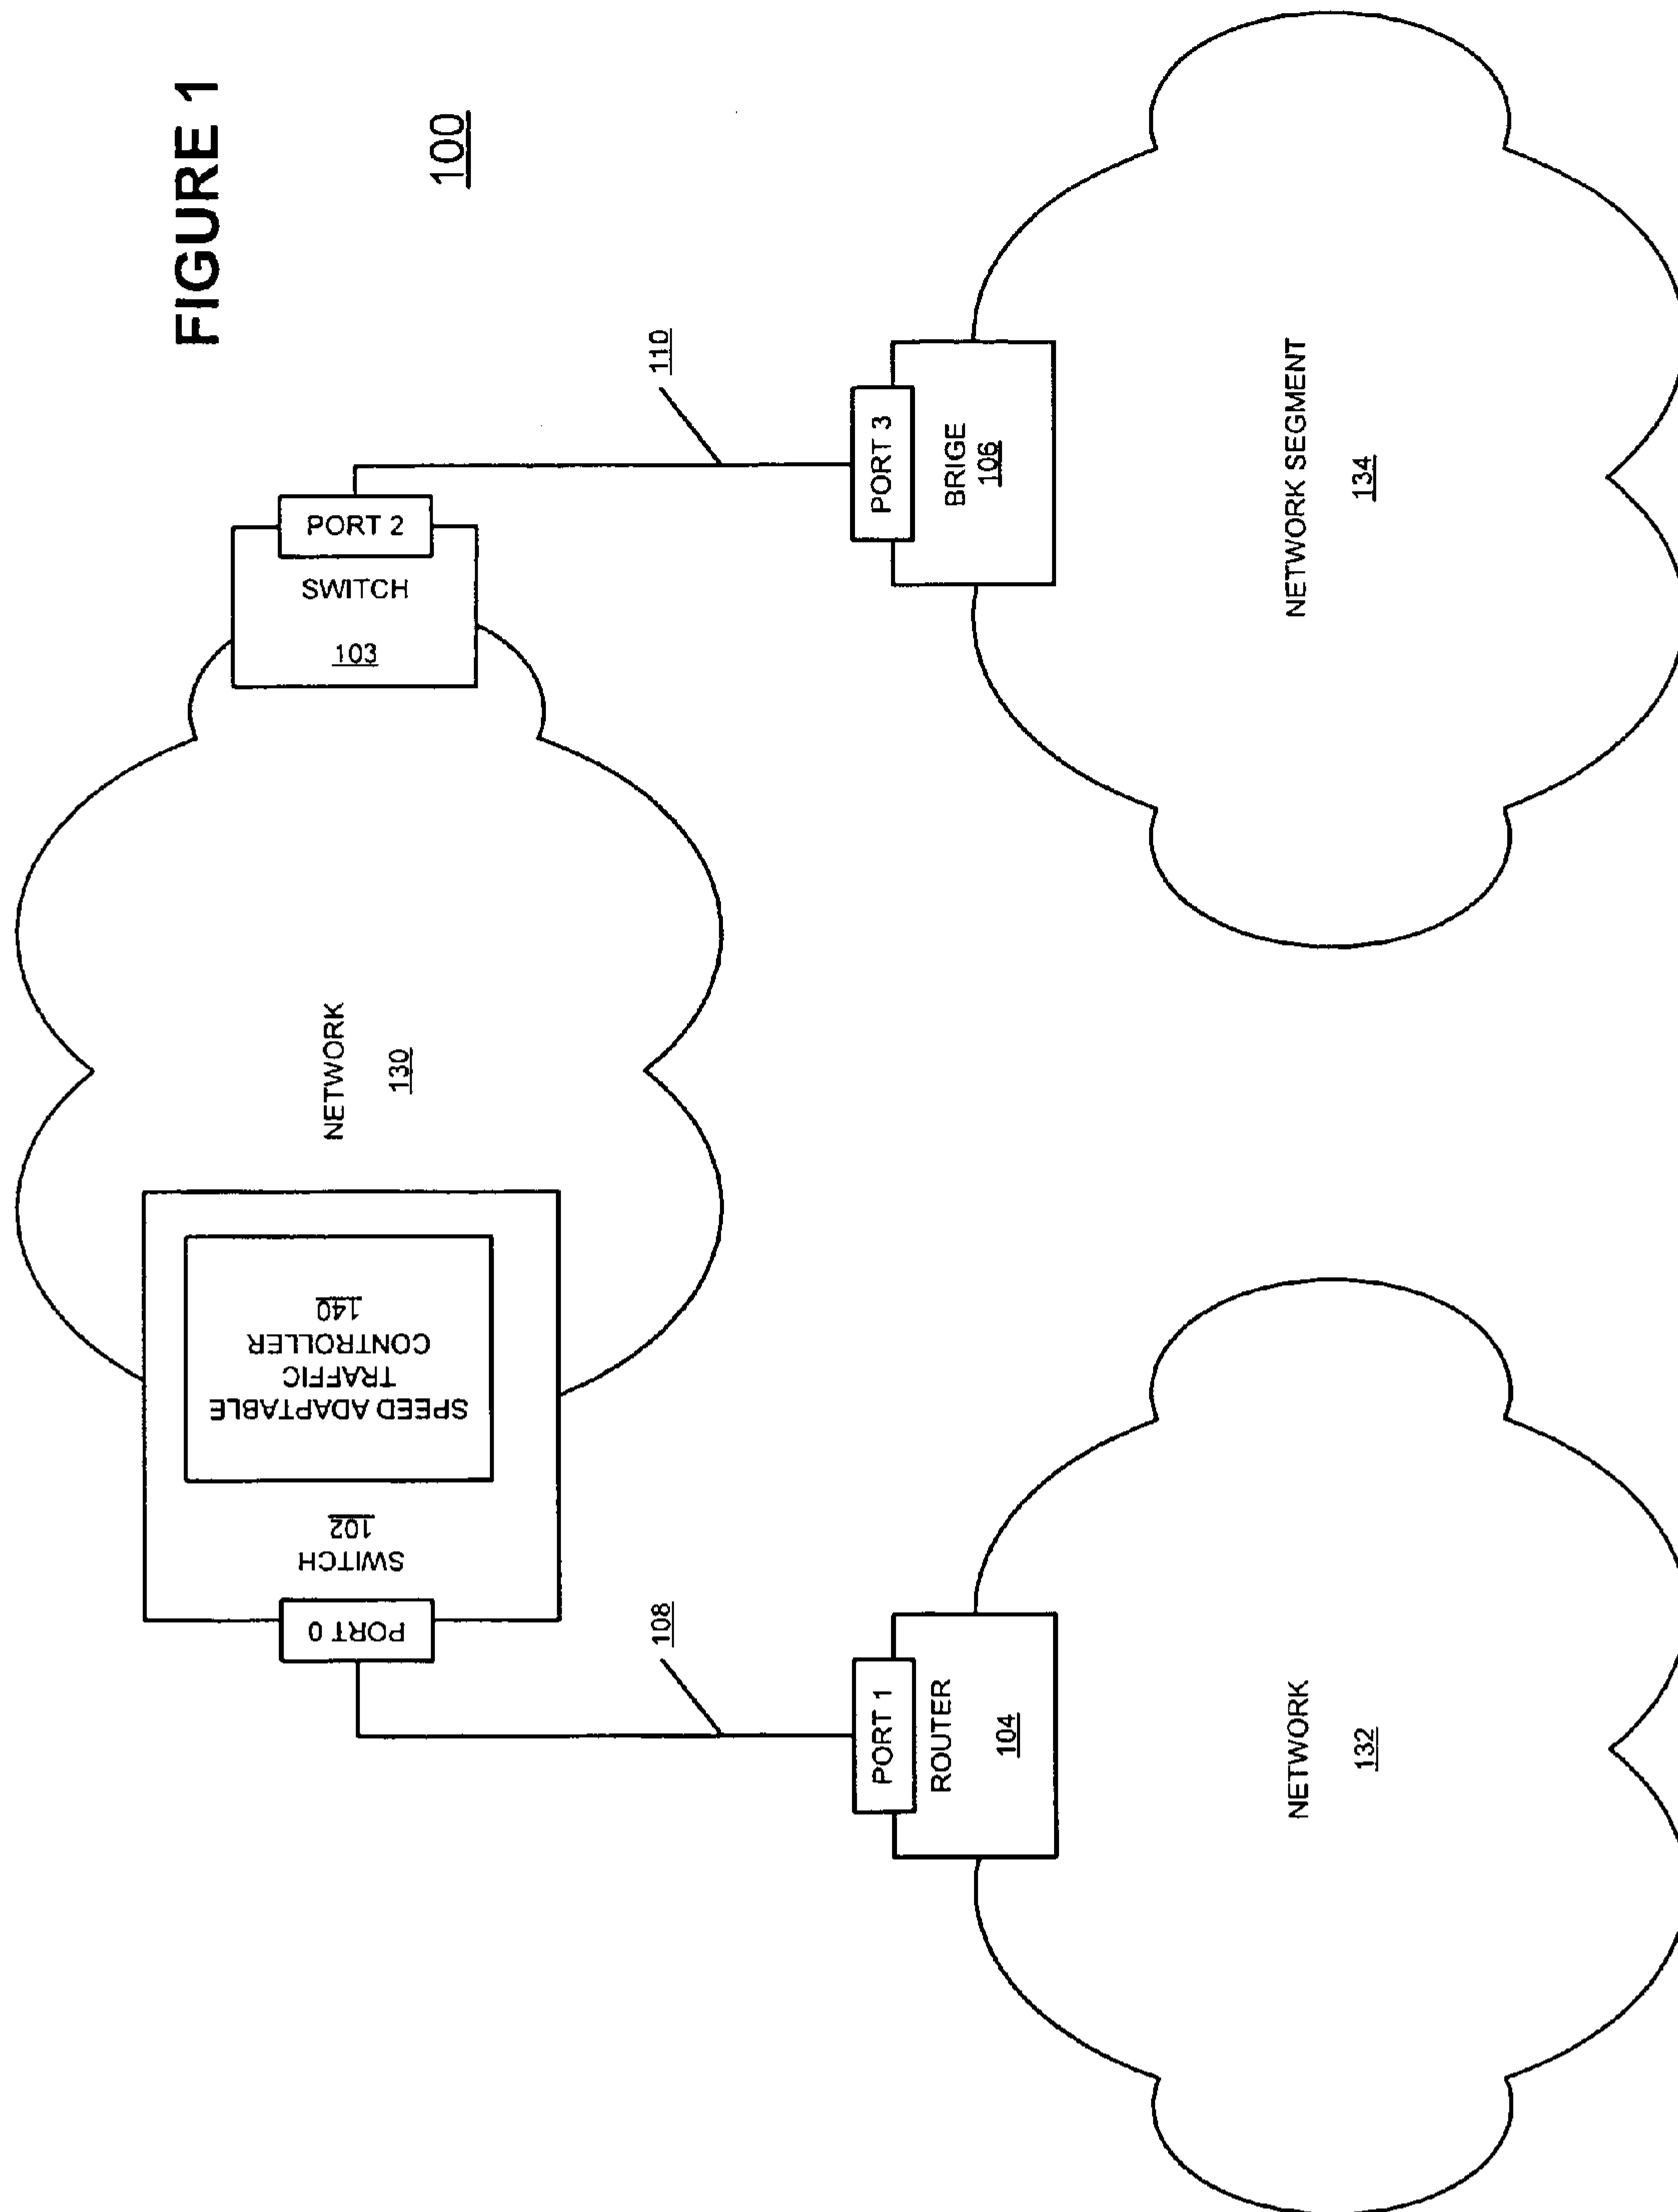 FIGURE 1
100
NETWORK
130
SPEED ADAPTABLE
TRAFFIC
CONTROLLER
140
SWITCH
102
PORT 0
PORT 2
SWITCH
103
108
110
PORT 1
ROUTER
104
PORT 3
BRIGE
106
NETWORK
132
NETWORK SEGMENT
134